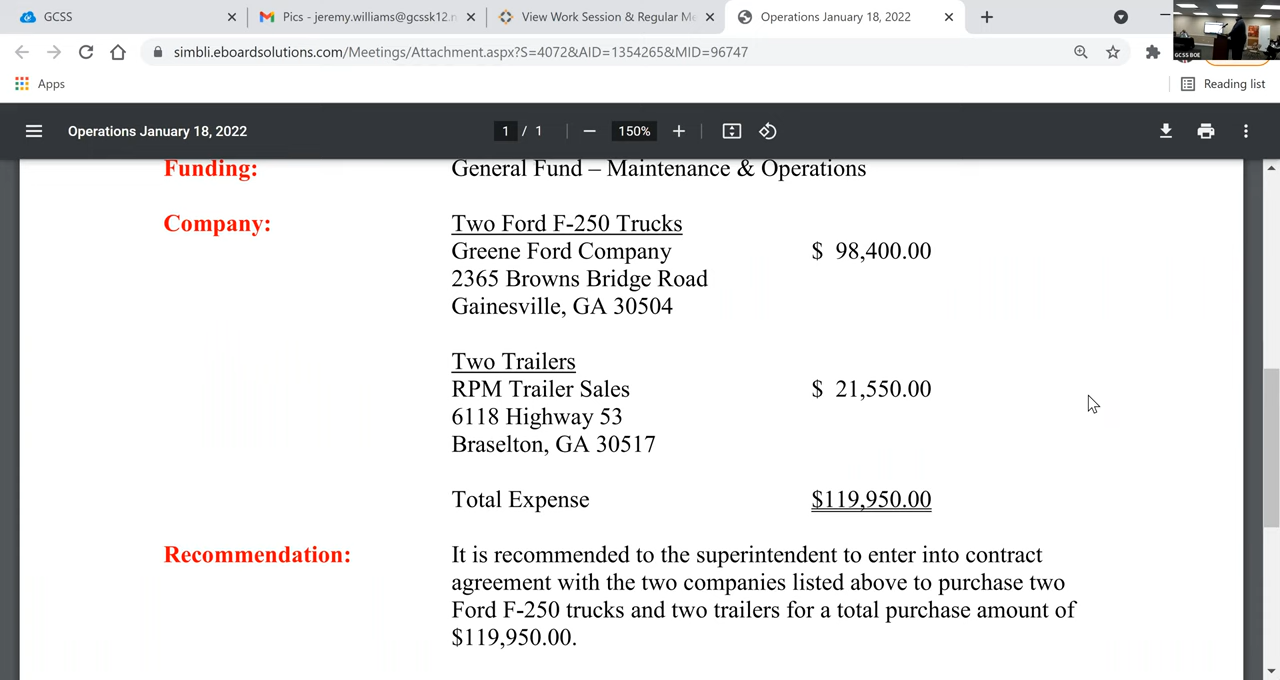 GCSS
Pics - jeremy.williams@gcssk12.n
View Work Session & Regular Me
Operations January 18, 2022
simbli.eboardsolutions.com/Meetings/Attachment.aspx?S=4072&AID=1354265&MID=96747
GCSS BOE
Apps
Reading list
Operations January 18, 2022
1 / 1
150%
Funding: General Fund – Maintenance & Operations
Company: Two Ford F-250 Trucks
Greene Ford Company $ 98,400.00
2365 Browns Bridge Road
Gainesville, GA 30504
Two Trailers
RPM Trailer Sales $ 21,550.00
6118 Highway 53
Braselton, GA 30517
Total Expense $119,950.00
Recommendation: It is recommended to the superintendent to enter into contract
agreement with the two companies listed above to purchase two
Ford F-250 trucks and two trailers for a total purchase amount of
$119,950.00.